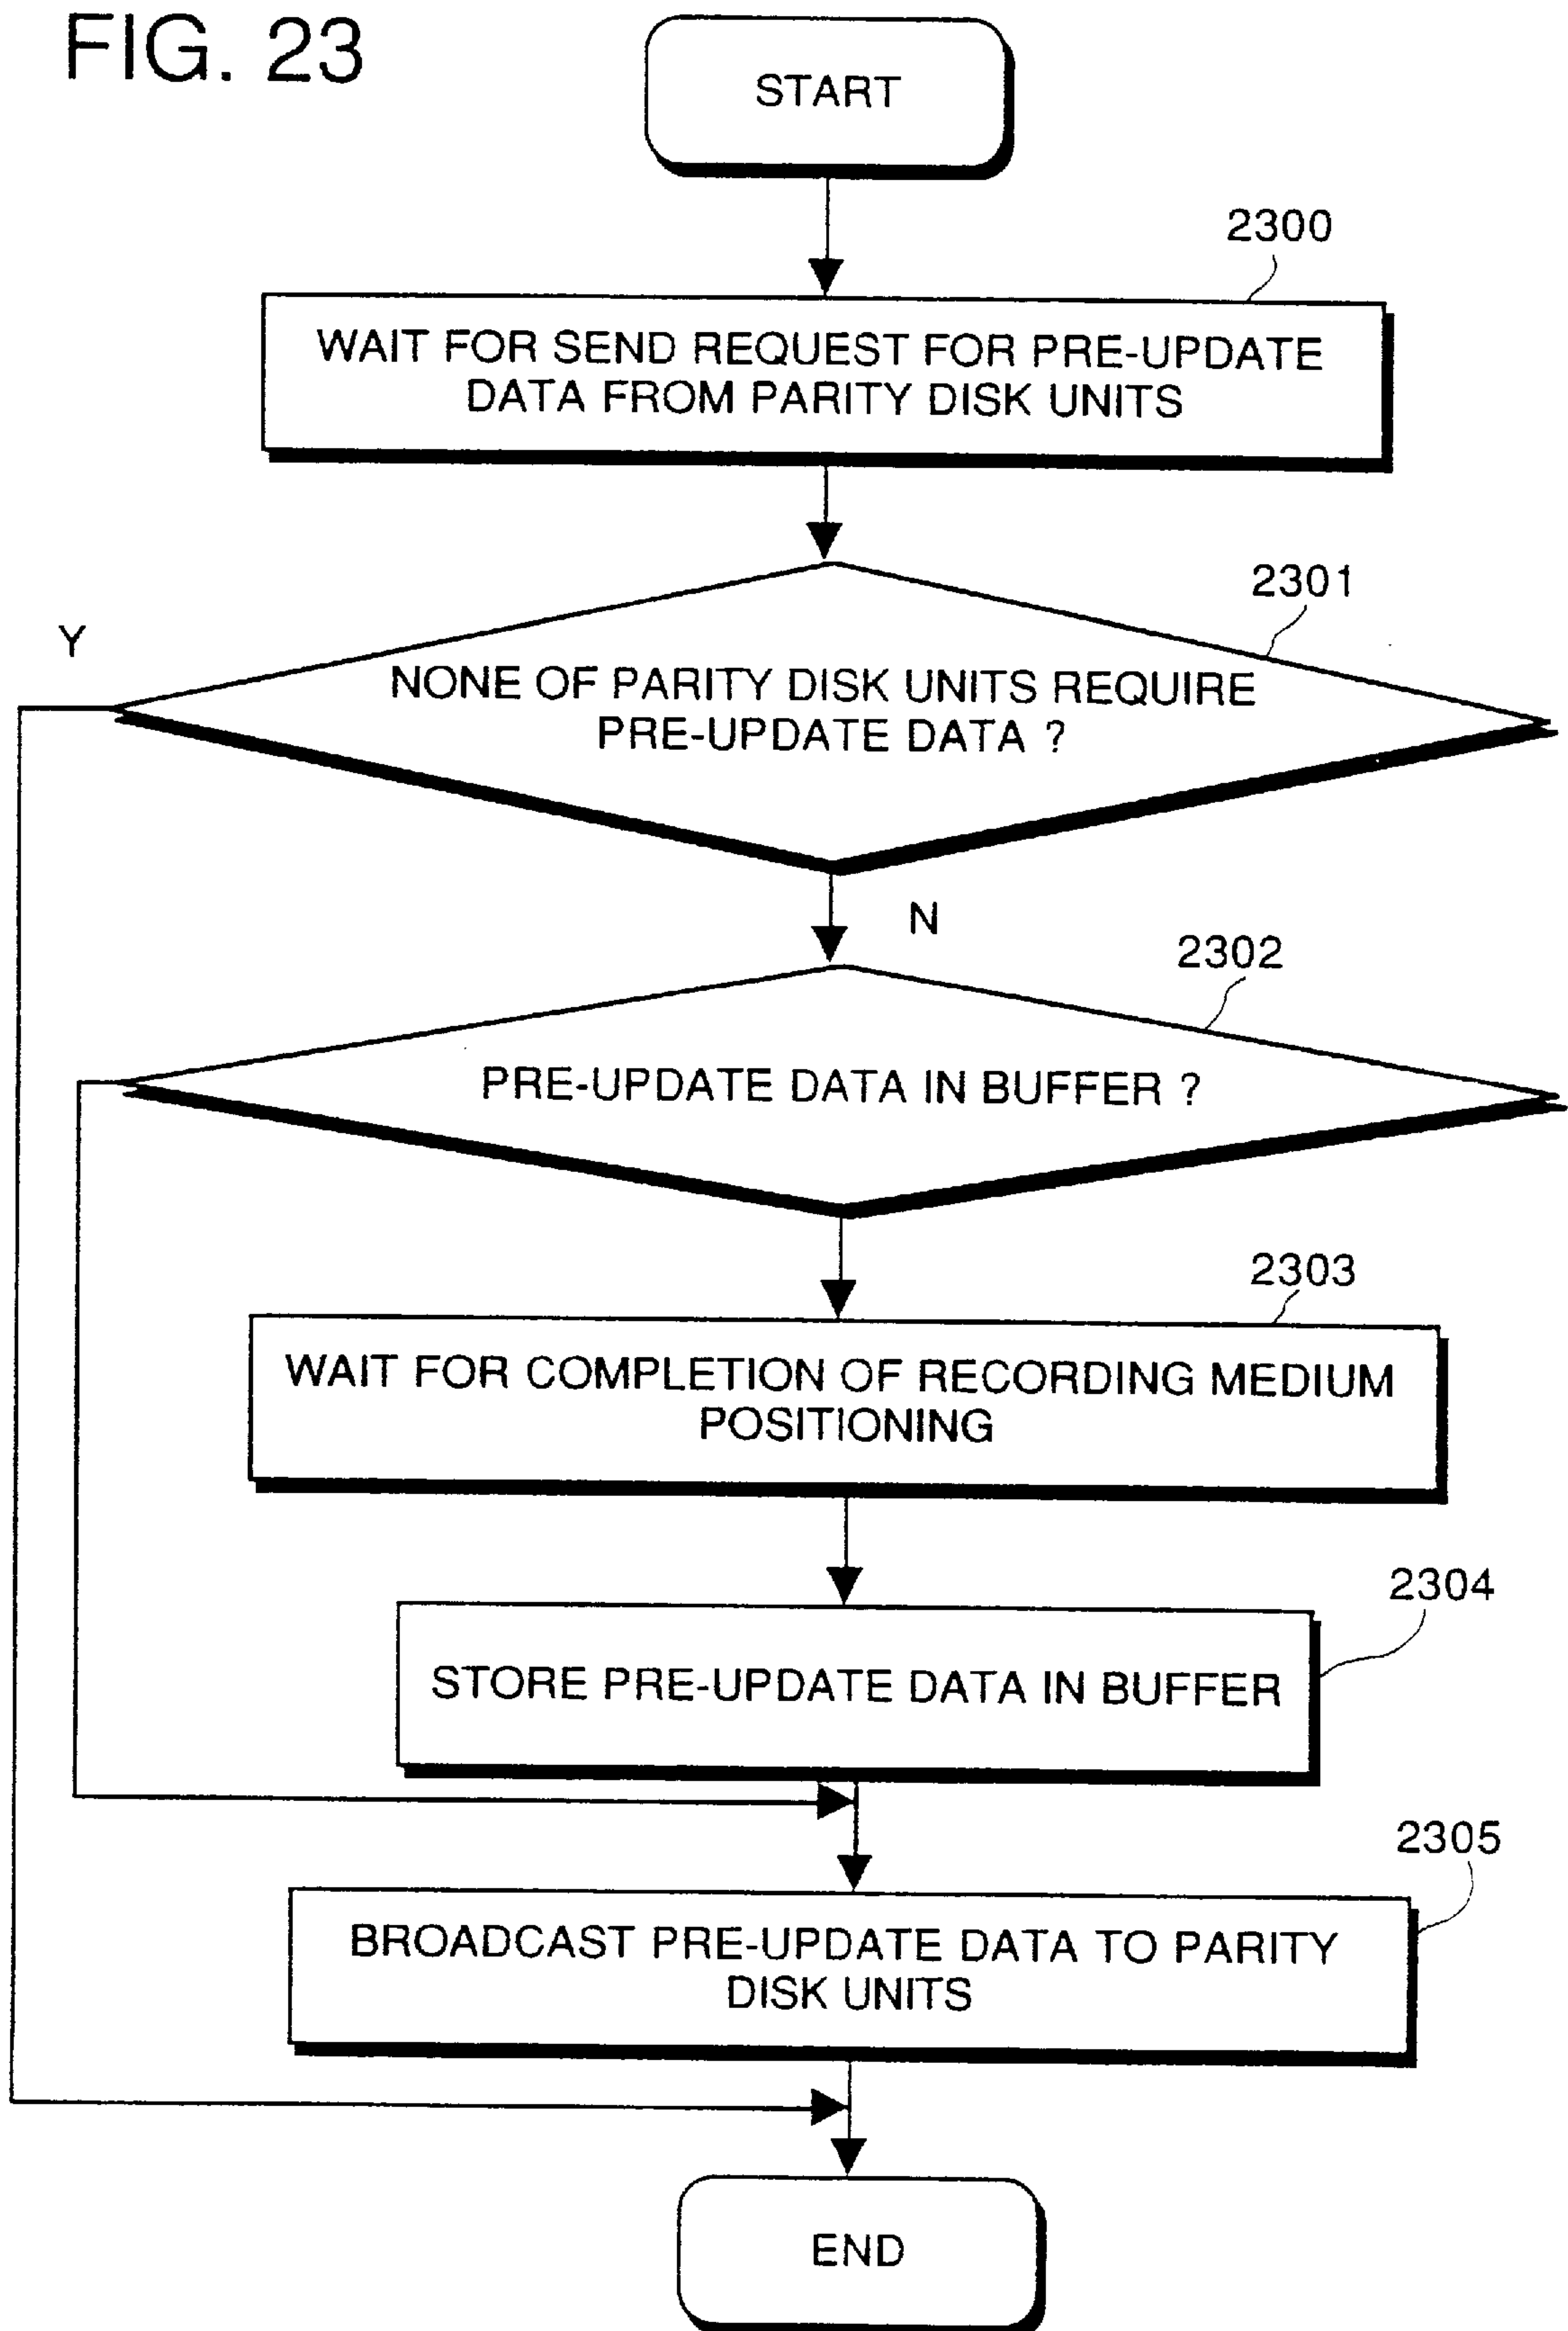 FIG. 23
START
2300
WAIT FOR SEND REQUEST FOR PRE-UPDATE
DATA FROM PARITY DISK UNITS
2301
Y
NONE OF PARITY DISK UNITS REQUIRE
PRE-UPDATE DATA ?
N
2302
PRE-UPDATE DATA IN BUFFER ?
2303
WAIT FOR COMPLETION OF RECORDING MEDIUM
POSITIONING
2304
STORE PRE-UPDATE DATA IN BUFFER
2305
BROADCAST PRE-UPDATE DATA TO PARITY
DISK UNITS
END